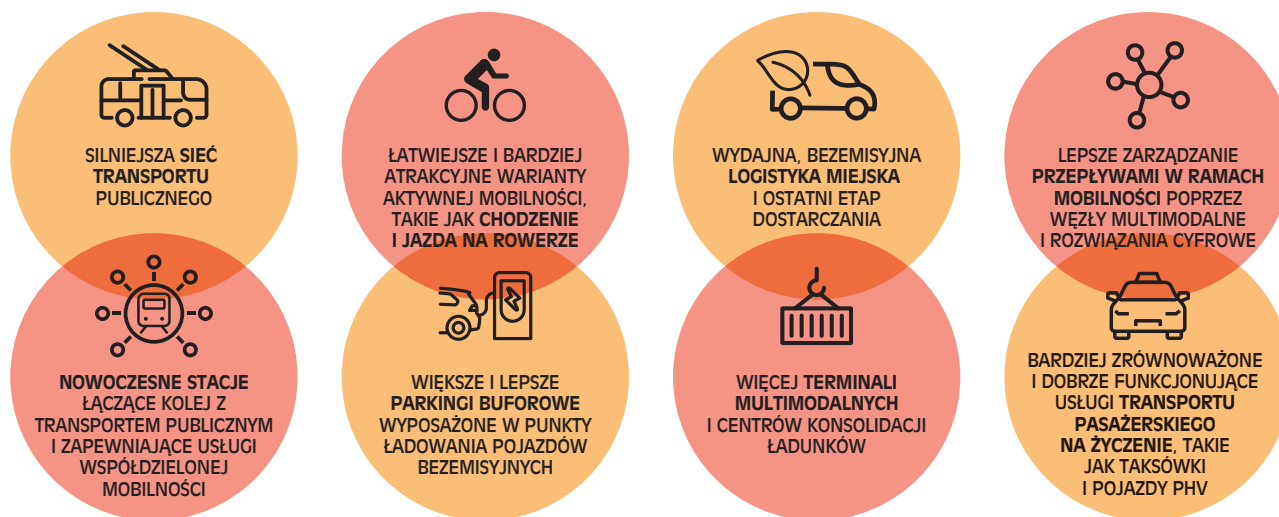 SILNIEJSZA SIEĆ
TRANSPORTU
PUBLICZNEGO
ŁATWIEJSZE I BARDZIEJ
ATRAKCYJNE WARIANTY
AKTYWNEJ MOBILNOŚCI,
TAKIE JAK CHODZENIE
I JAZDA NA ROWERZE
WYDAJNA, BEZEMISYJNA
LOGISTYKA MIEJSKA
I OSTATNI ETAP
DOSTARCZANIA
LEPSZE ZARZĄDZANIE
PRZEPŁYWAMI W RAMACH
MOBILNOŚCI POPRZEZ
WĘZŁY MULTIMODALNE
I ROZWIĄZANIA CYFROWE
NOWOCZESNE STACJE
ŁĄCZĄCE KOLEJ Z
TRANSPORTEM PUBLICZNYM
I ZAPEWNIAJĄCE USŁUGI
WSPÓŁDZIELONEJ
MOBILNOŚCI
WIĘKSZE I LEPSZE
PARKINGI BUFOROWE
WYPOSAŻONE W PUNKTY
ŁADOWANIA POJAZDÓW
BEZEMISYJNYCH
WIĘCEJ TERMINALI
MULTIMODALNYCH
I CENTRÓW KONSOLIDACJI
ŁADUNKÓW
BARDZIEJ ZRÓWNOWAŻONE
I DOBRZE FUNKCJONUJĄCE
USŁUGI TRANSPORTU
PASAŻERSKIEGO
NA ŻYCZENIE, TAKIE
JAK TAKSÓWKI
I POJAZDY PHV